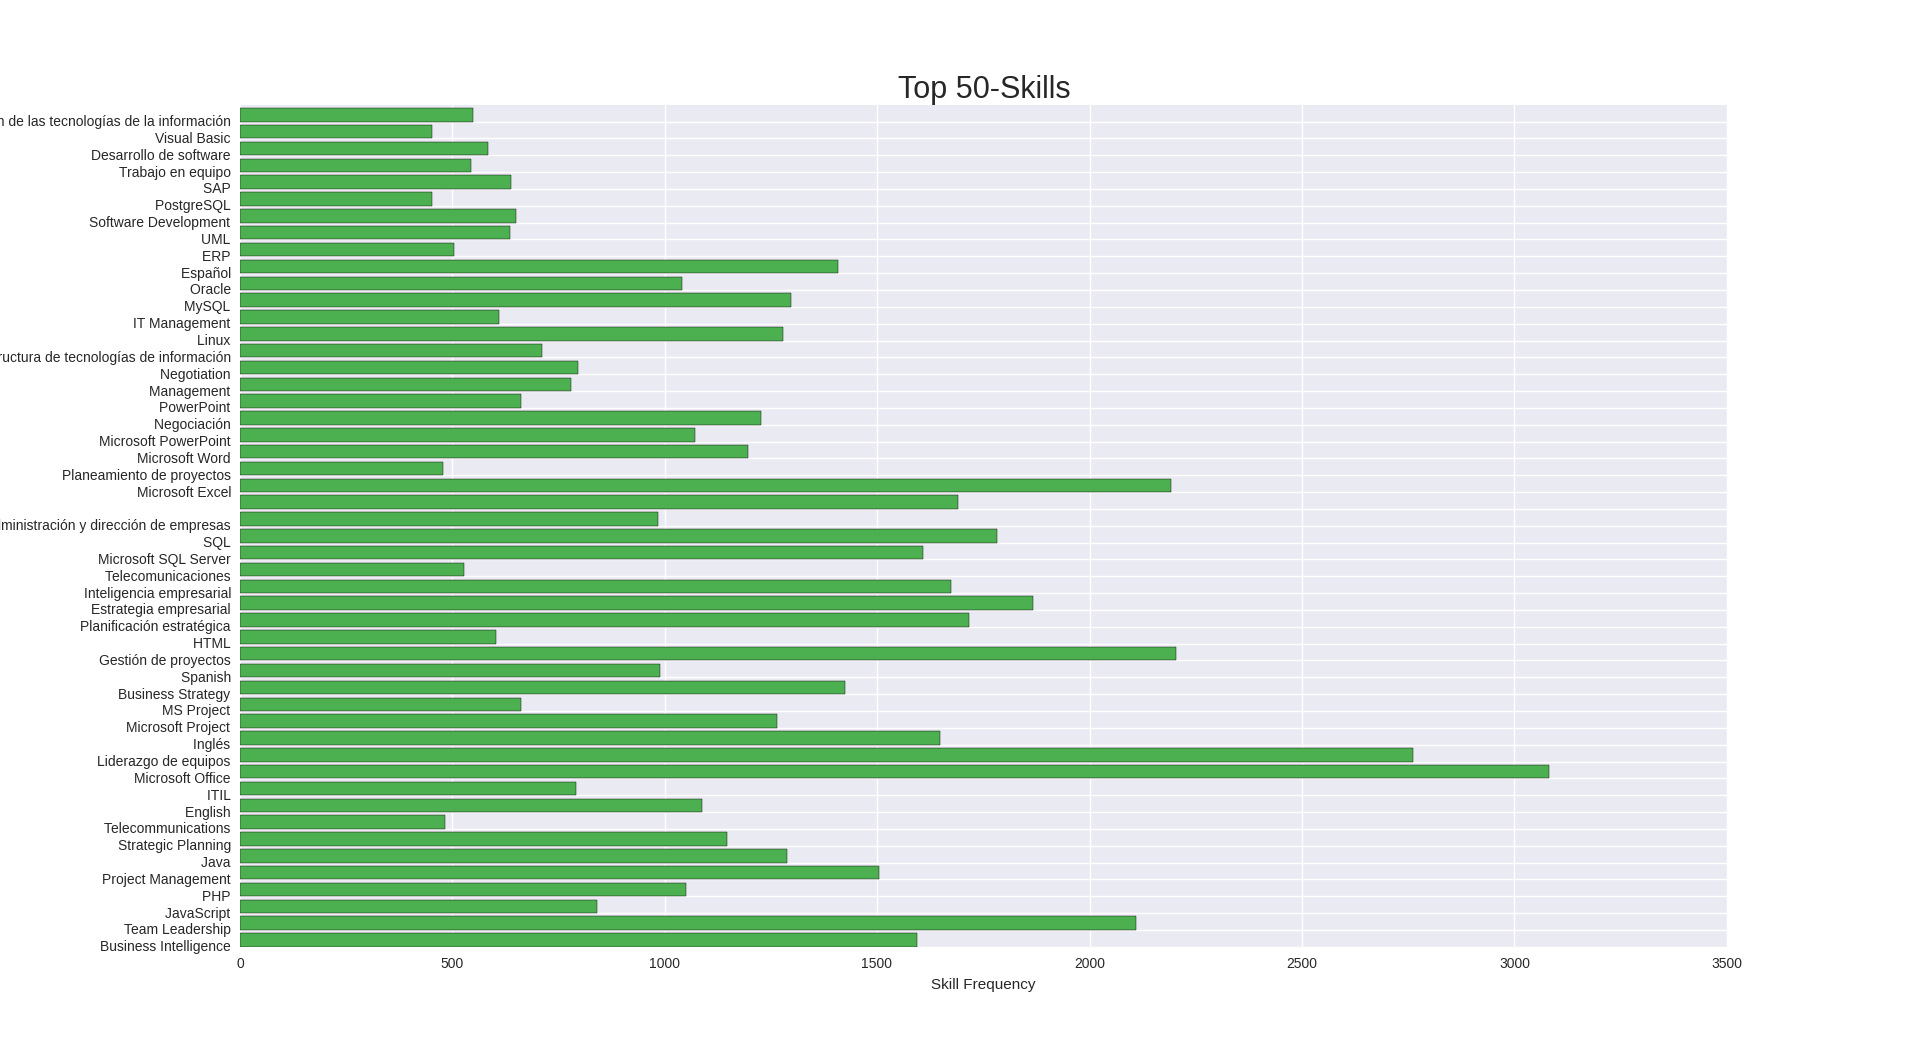 Top 50-Skills
de las tecnologías de la información
Visual Basic
Desarrollo de software
Trabajo en equipo
SAP
PostgreSQL
Software Development
UML
ERP
Español
Oracle
MySQL
IT Management
Linux
de tecnologías de información
Negotiation
Management
PowerPoint
Negociación
Microsoft PowerPoint
Microsoft Word
Planeamiento de proyectos
Microsoft Excel
y dirección de empresas
SQL
Microsoft SQL Server
Telecomunicaciones
Inteligencia empresarial
Estrategia empresarial
Planificación estratégica
HTML
Gestión de proyectos
Spanish
Business Strategy
MS Project
Microsoft Project
Inglés
Liderazgo de equipos
Microsoft Office
ITIL
English
Telecommunications
Strategic Planning
Java
Project Management
PHP
JavaScript
Team Leadership
Business Intelligence
0 500 1000 1500 2000 2500 3000 3500
Skill Frequency